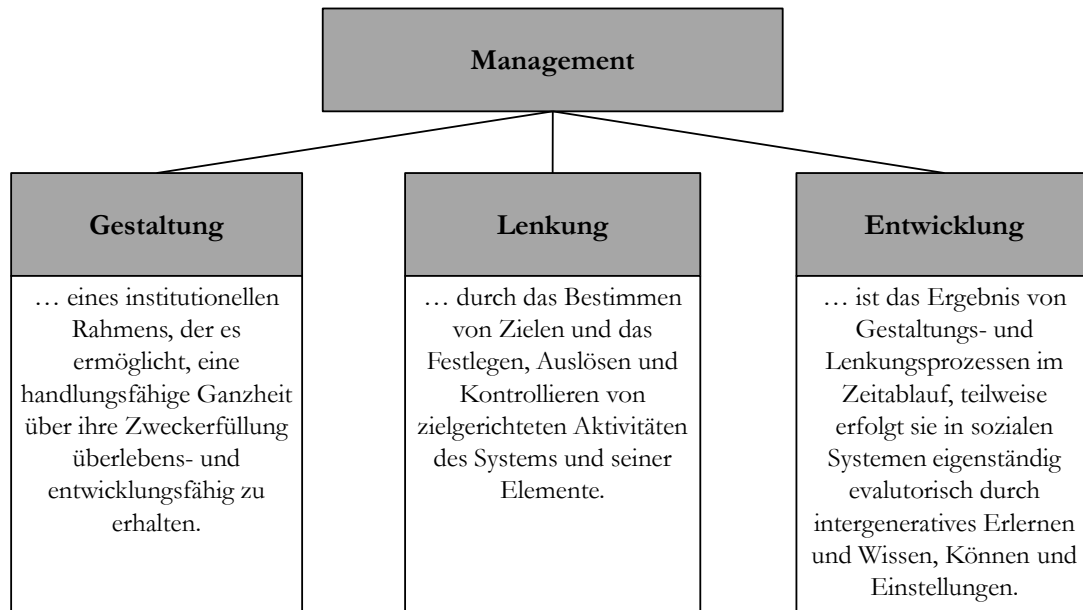 Management
Gestaltung
… eines institutionellen
Rahmens, der es
ermöglicht, eine
handlungsfähige Ganzheit
über ihre Zweckerfüllung
überlebens- und
entwicklungsfähig zu
erhalten.
Lenkung
… durch das Bestimmen
von Zielen und das
Festlegen, Auslösen und
Kontrollieren von
zielgerichteten Aktivitäten
des Systems und seiner
Elemente.
Entwicklung
… ist das Ergebnis von
Gestaltungs- und
Lenkungsprozessen im
Zeitablauf, teilweise
erfolgt sie in sozialen
Systemen eigenständig
evalutorisch durch
intergeneratives Erlernen
und Wissen, Können und
Einstellungen.